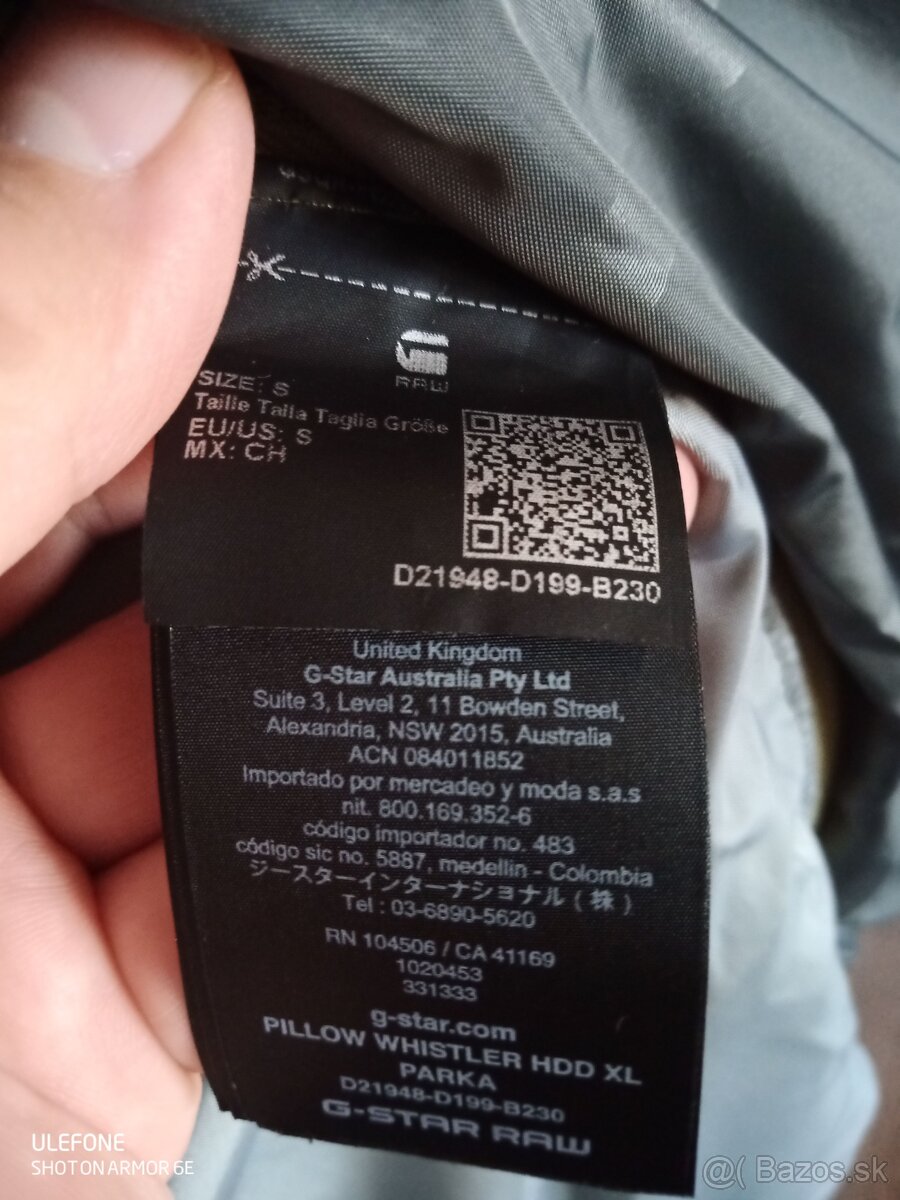 RAW
SIZE: S
Taille Talla Taglia Größe
EU/US: S
MX: CH
D21948-D199-B230
United Kingdom
G-Star Australia Pty Ltd
Suite 3, Level 2, 11 Bowden Street,
Alexandria, NSW 2015, Australia
ACN 084011852
Importado por mercadeo y moda s.a.s
nit. 800.169.352-6
código importador no. 483
código sic no. 5887, medellin - Colombia
ジースターインターナショナル(株)
Tel : 03-6890-5620
RN 104506 / CA 41169
1020453
331333
g-star.com
PILLOW WHISTLER HDD XL
PARKA
D21948-D199-B230
G-STAR RAW
ULEFONE
SHOT ON ARMOR 6E
@( Bazos.sk